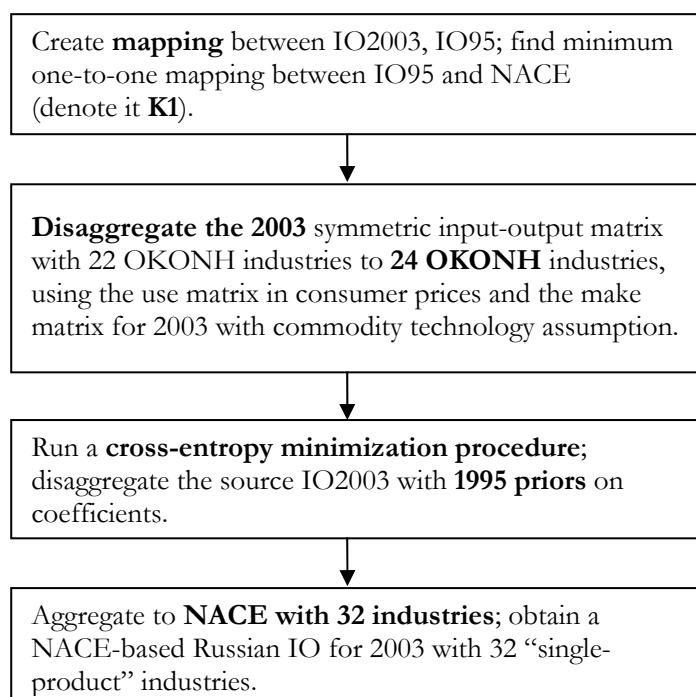 Create mapping between IO2003, IO95; find minimum
one-to-one mapping between IO95 and NACE
(denote it K1).
Disaggregate the 2003 symmetric input-output matrix
with 22 OKONH industries to 24 OKONH industries,
using the use matrix in consumer prices and the make
matrix for 2003 with commodity technology assumption.
Run a cross-entropy minimization procedure;
disaggregate the source IO2003 with 1995 priors on
coefficients.
Aggregate to NACE with 32 industries; obtain a
NACE-based Russian IO for 2003 with 32 “single-
product” industries.